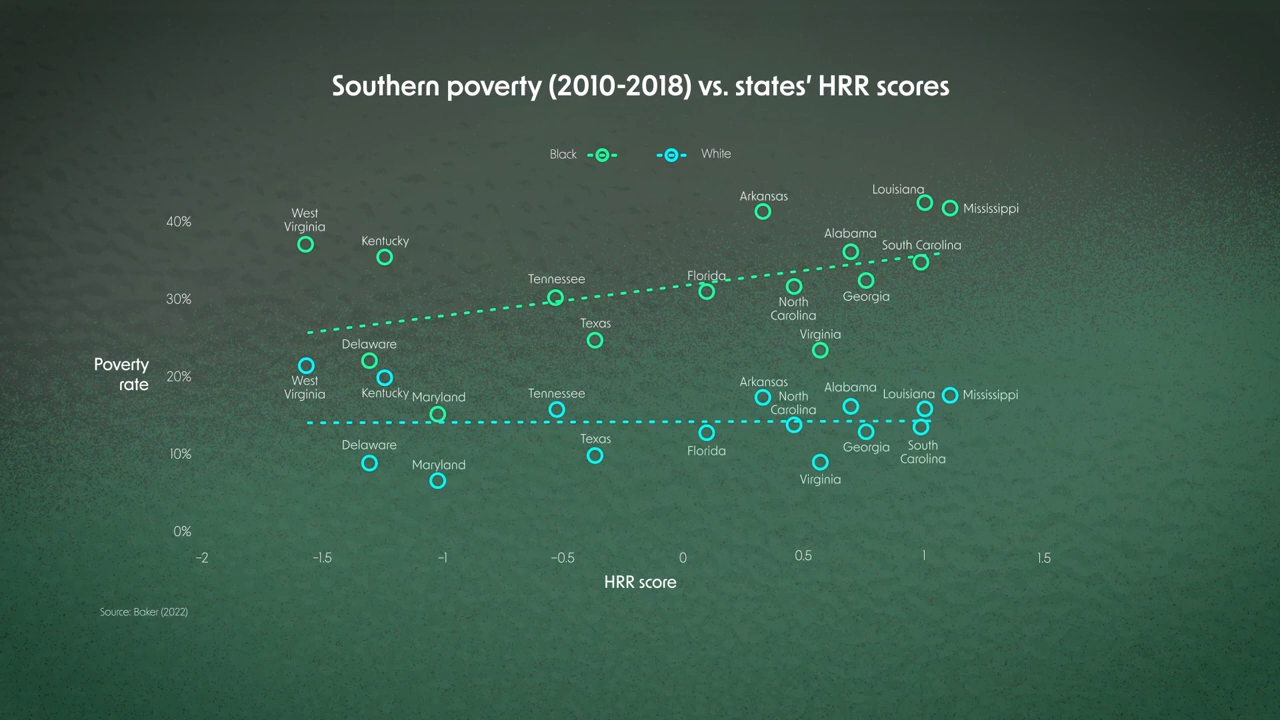 Southern poverty (2010-2018) vs. states' HRR scores
Black
White
Louisiana
Arkansas
Mississippi
West
Virginia
40%
Alabama
Kentucky
South Carolina
Florida
Tennessee
30%
Georgia
North
Carolina
Texas
Virginia
Delaware
Poverty
rate
20%
West
Virginia
Kentucky
Maryland
Tennessee
Arkansas
North
Carolina
Alabama
Louisiana
Mississippi
Delaware
Texas
Florida
Georgia
South
Carolina
10%
Maryland
Virginia
0%
−2
−1.5
−1
−0.5
0
0.5
1
1.5
HRR score
Source: Baker (2022)